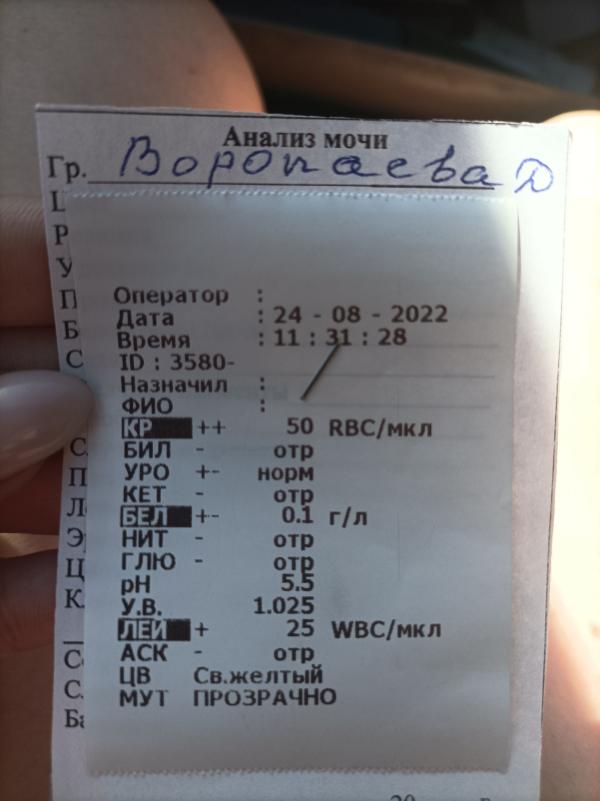 Анализ мочи
Гр. Воропаева Д
Оператор :
Дата : 24 - 08 - 2022
Время : 11 : 31 : 28
ID : 3580-
Назначил :
ФИО :
КР ++ 50 RBC/мкл
БИЛ - отр
УРО +- норм
КЕТ - отр
БЕЛ +- 0.1 г/л
НИТ - отр
ГЛЮ - отр
pH 5.5
У.В. 1.025
ЛЕЙ + 25 WBC/мкл
АСК - отр
ЦВ Св.желтый
МУТ ПРОЗРАЧНО